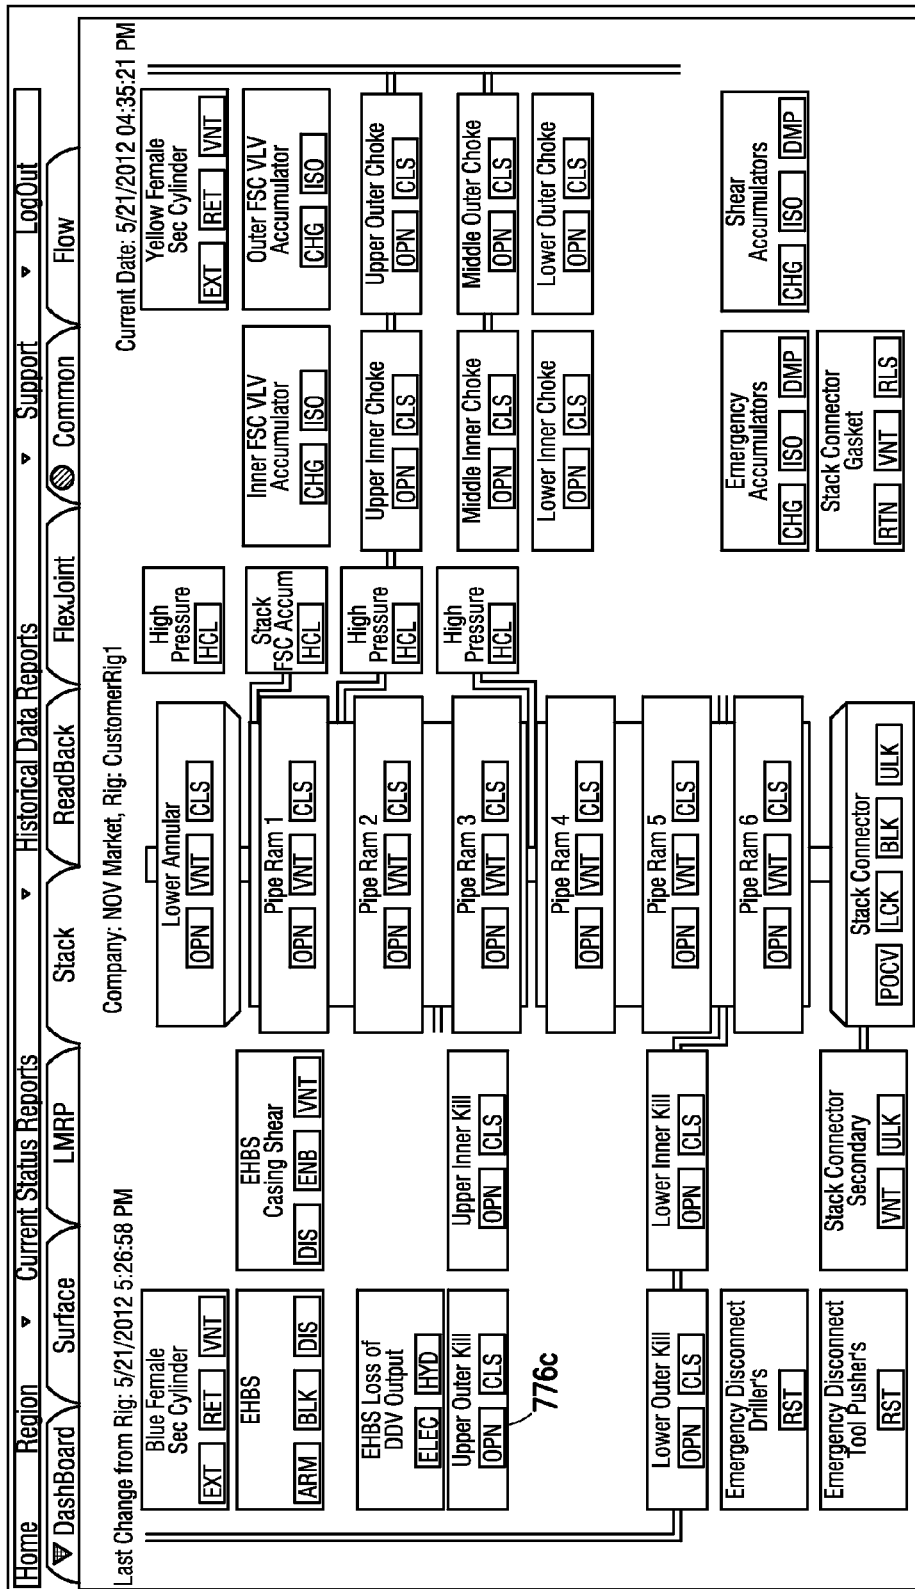 Home Region Current Status Reports Historical Data Reports Support LogOut
DashBoard Surface LMRP Stack ReadBack FlexJoint Common Flow
Last Change from Rig: 5/21/2012 5:26:58 PM
Company: NOV Market, Rig: CustomerRig1
Current Date: 5/21/2012 04:35:21 PM
Blue Female
Sec Cylinder
EXT RET VNT
EHBS
ARM BLK DIS
EHBS
Casing Shear
DIS ENB VNT
EHBS Loss of
DDV Output
ELEC HYD
Upper Outer Kill
OPN CLS
776c
Upper Inner Kill
OPN CLS
Lower Outer Kill
OPN CLS
Lower Inner Kill
OPN CLS
Emergency Disconnect
Driller's
RST
Emergency Disconnect
Tool Pusher's
RST
Stack Connector
Secondary
VNT ULK
Lower Annular
OPN VNT CLS
Pipe Ram 1
OPN VNT CLS
Pipe Ram 2
OPN VNT CLS
Pipe Ram 3
OPN VNT CLS
Pipe Ram 4
OPN VNT CLS
Pipe Ram 5
OPN VNT CLS
Pipe Ram 6
OPN VNT CLS
Stack Connector
POCV LCK BLK ULK
High
Pressure
HCL
Stack
FSC Accum
HCL
High
Pressure
HCL
High
Pressure
HCL
Yellow Female
Sec Cylinder
EXT RET VNT
Inner FSC VLV
Accumulator
CHG ISO
Outer FSC VLV
Accumulator
CHG ISO
Upper Inner Choke
OPN CLS
Upper Outer Choke
OPN CLS
Middle Inner Choke
OPN CLS
Middle Outer Choke
OPN CLS
Lower Inner Choke
OPN CLS
Lower Outer Choke
OPN CLS
Emergency
Accumulators
CHG ISO DMP
Shear
Accumulators
CHG ISO DMP
Stack Connector
Gasket
RTN VNT RLS